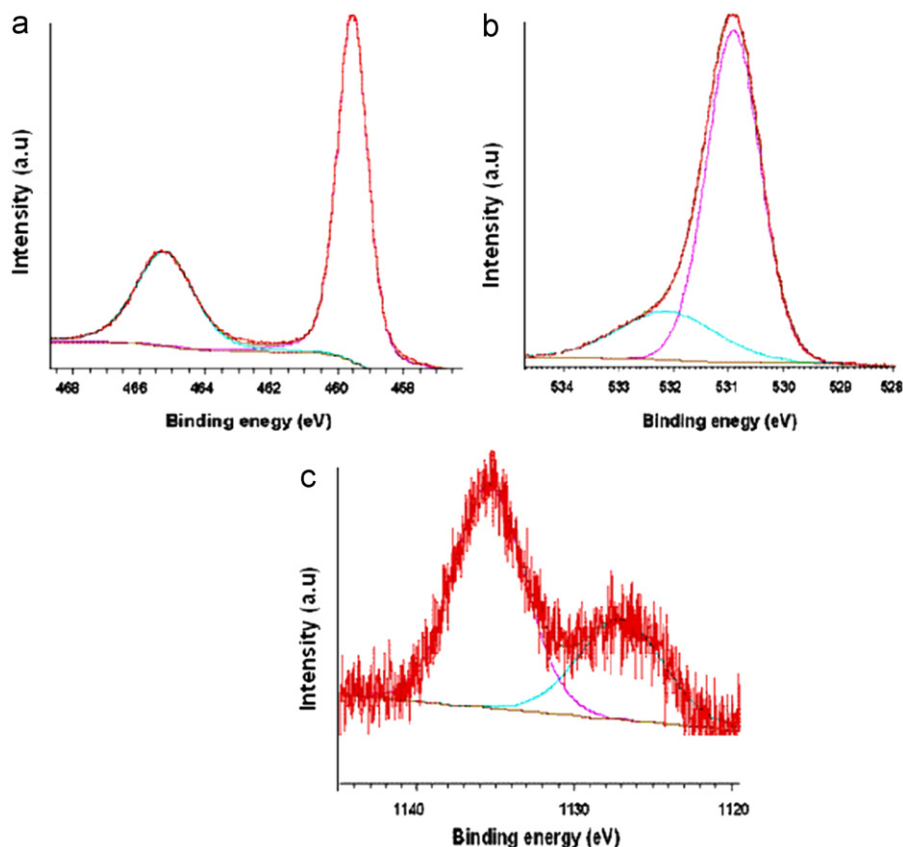 a
Intensity (a.u)
468 466 464 462 460 458
Binding enegy (eV)
b
Intensity (a.u)
534 533 532 531 530 529 528
Binding enegy (eV)
c
Intensity (a.u)
1140 1130 1120
Binding energy (eV)